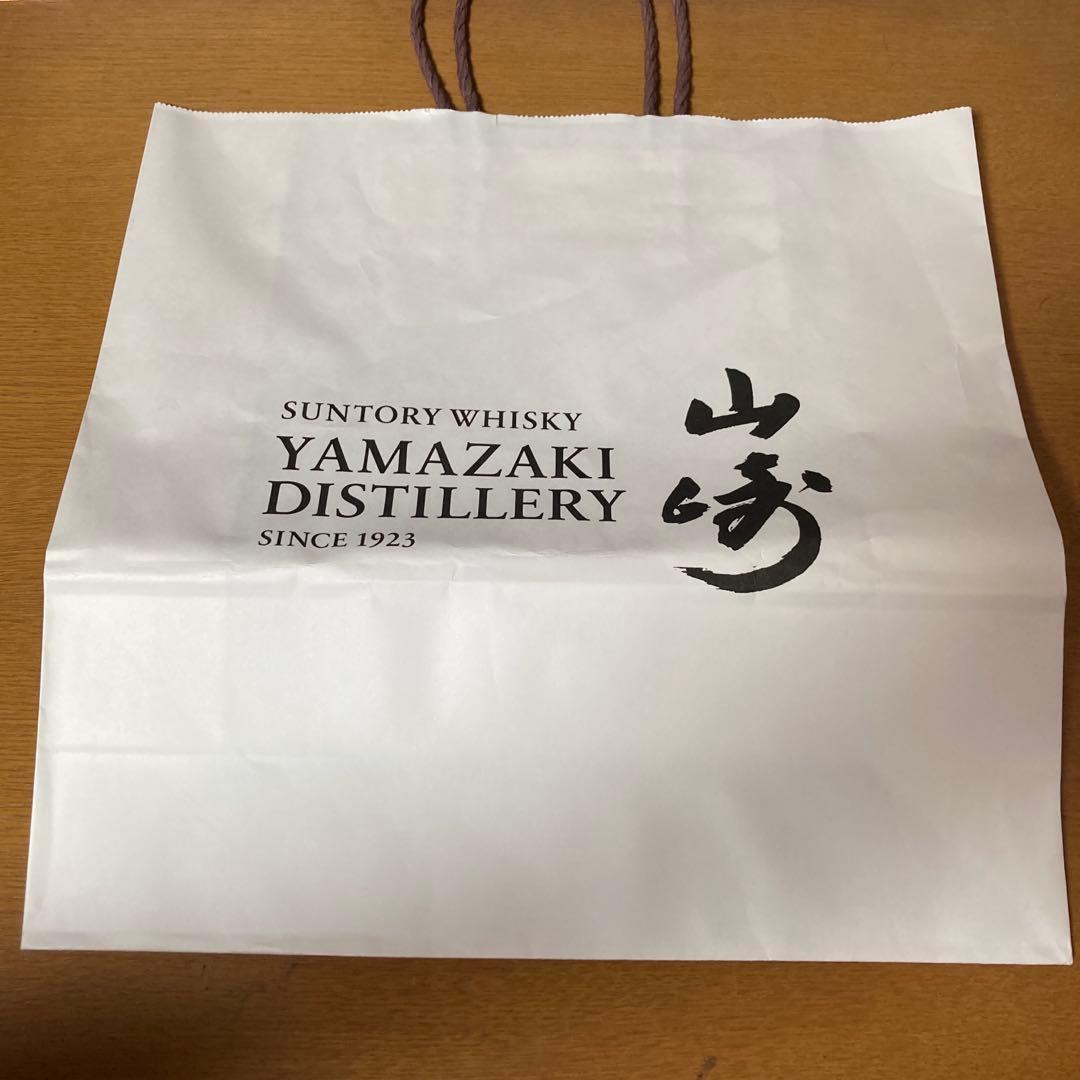 SUNTORY WHISKY
YAMAZAKI
DISTILLERY
SINCE 1923
山崎